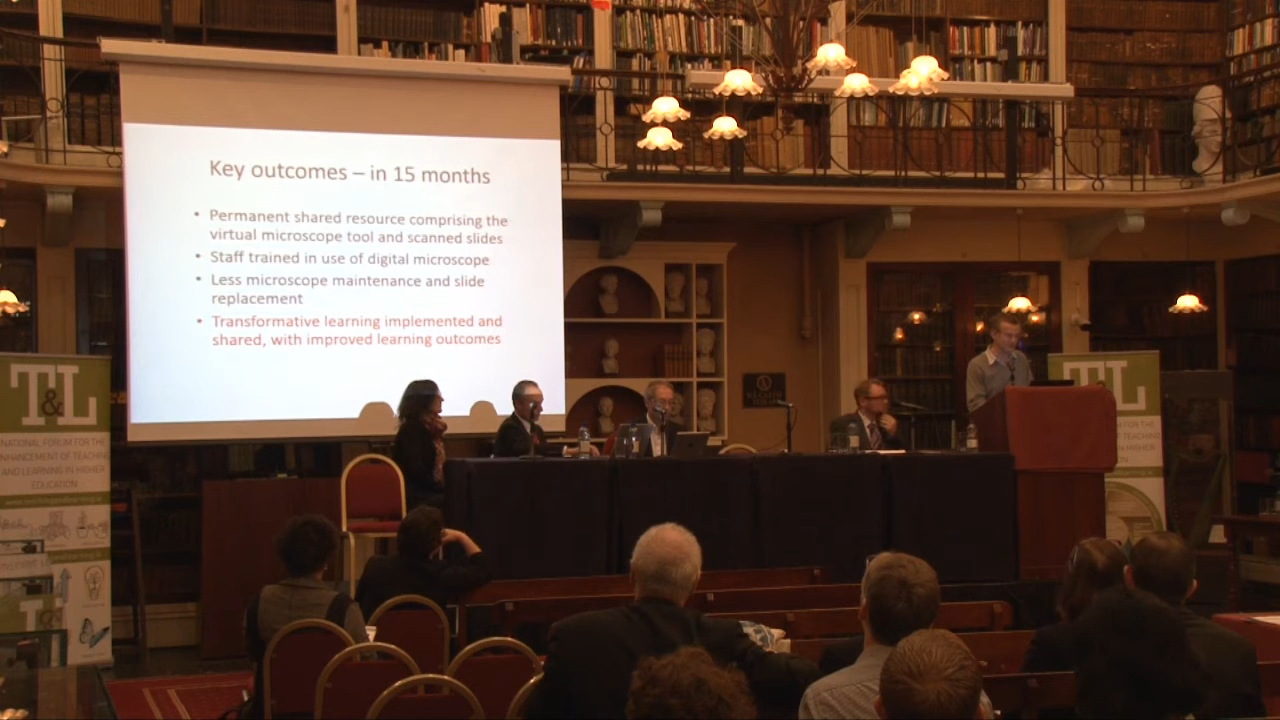 Key outcomes – in 15 months
• Permanent shared resource comprising the
virtual microscope tool and scanned slides
• Staff trained in use of digital microscope
• Less microscope maintenance and slide
replacement
• Transformative learning implemented and
shared, with improved learning outcomes
T&L
NATIONAL FORUM FOR THE
ENHANCEMENT OF TEACHING
AND LEARNING IN HIGHER
EDUCATION
T&L